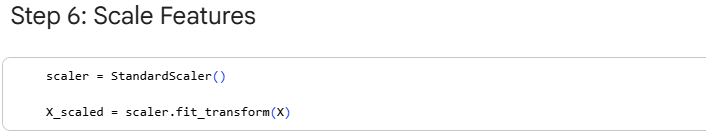 Step 6: Scale Features
scaler = StandardScaler()
X_scaled = scaler.fit_transform(X)